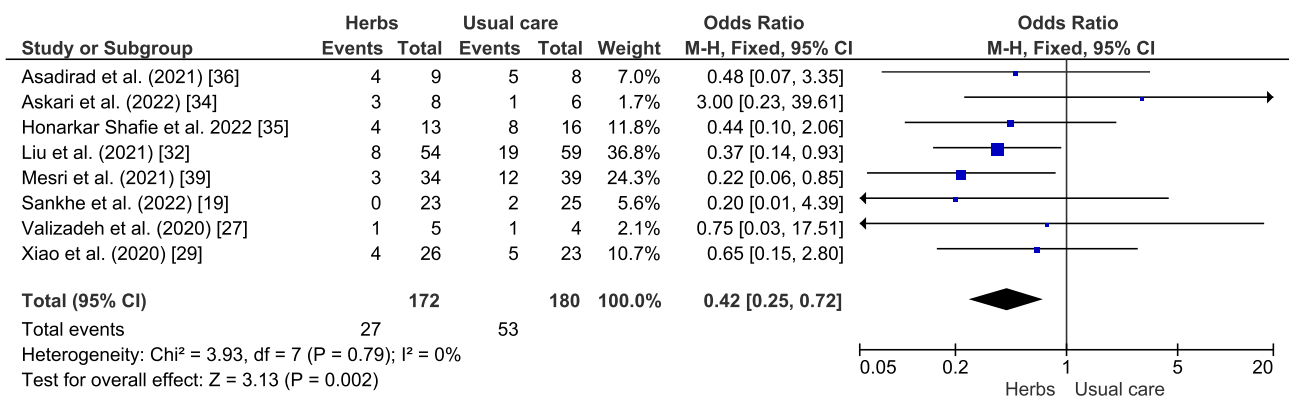 Herbs Usual care Odds Ratio Odds Ratio
Study or Subgroup Events Total Events Total Weight M-H, Fixed, 95% CI M-H, Fixed, 95% CI
Asadirad et al. (2021) [36] 4 9 5 8 7.0% 0.48 [0.07, 3.35]
Askari et al. (2022) [34] 3 8 1 6 1.7% 3.00 [0.23, 39.61]
Honarkar Shafie et al. 2022 [35] 4 13 8 16 11.8% 0.44 [0.10, 2.06]
Liu et al. (2021) [32] 8 54 19 59 36.8% 0.37 [0.14, 0.93]
Mesri et al. (2021) [39] 3 34 12 39 24.3% 0.22 [0.06, 0.85]
Sankhe et al. (2022) [19] 0 23 2 25 5.6% 0.20 [0.01, 4.39]
Valizadeh et al. (2020) [27] 1 5 1 4 2.1% 0.75 [0.03, 17.51]
Xiao et al. (2020) [29] 4 26 5 23 10.7% 0.65 [0.15, 2.80]
Total (95% CI) 172 180 100.0% 0.42 [0.25, 0.72]
Total events 27 53
Heterogeneity: Chi² = 3.93, df = 7 (P = 0.79); I² = 0%
Test for overall effect: Z = 3.13 (P = 0.002)
0.05 0.2 1 5 20
Herbs Usual care